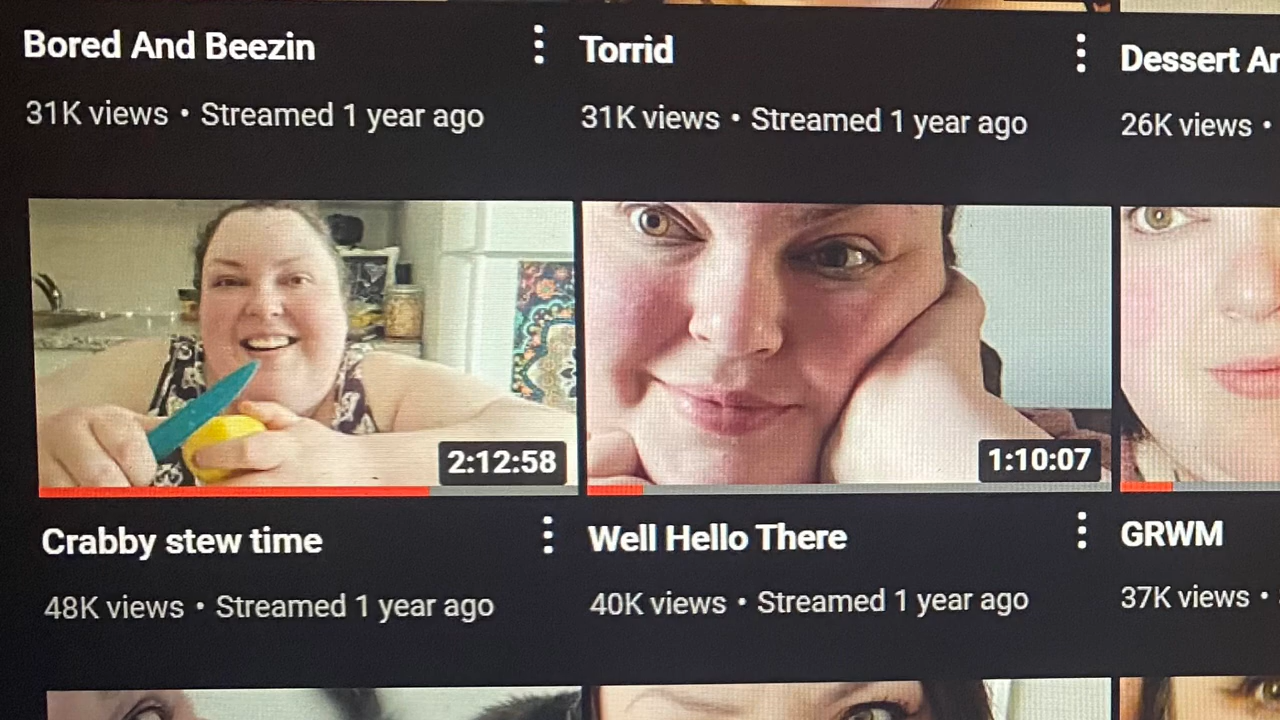 Bored And Beezin
31K views • Streamed 1 year ago
Torrid
31K views • Streamed 1 year ago
Dessert
26K views •
2:12:58
1:10:07
Crabby stew time
48K views • Streamed 1 year ago
Well Hello There
40K views • Streamed 1 year ago
GRWM
37K views •